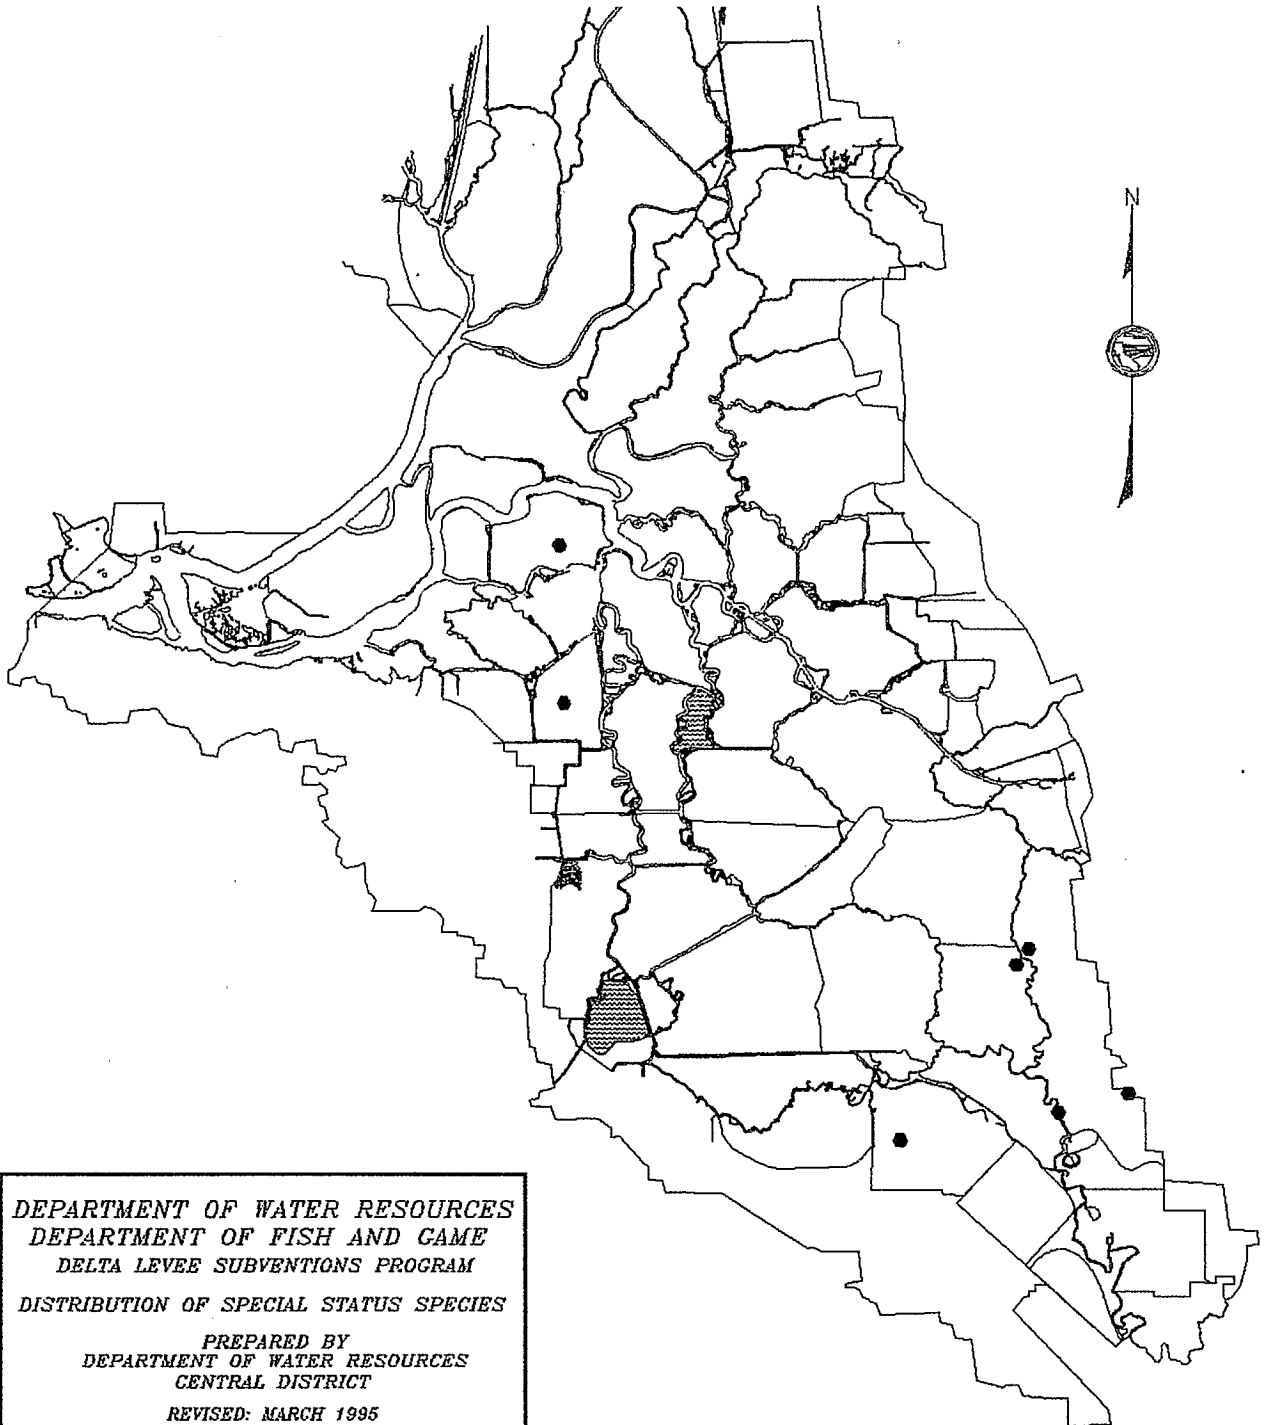 N
DEPARTMENT OF WATER RESOURCES
DEPARTMENT OF FISH AND GAME
DELTA LEVEE SUBVENTIONS PROGRAM
DISTRIBUTION OF SPECIAL STATUS SPECIES
PREPARED BY
DEPARTMENT OF WATER RESOURCES
CENTRAL DISTRICT
REVISED: MARCH 1995